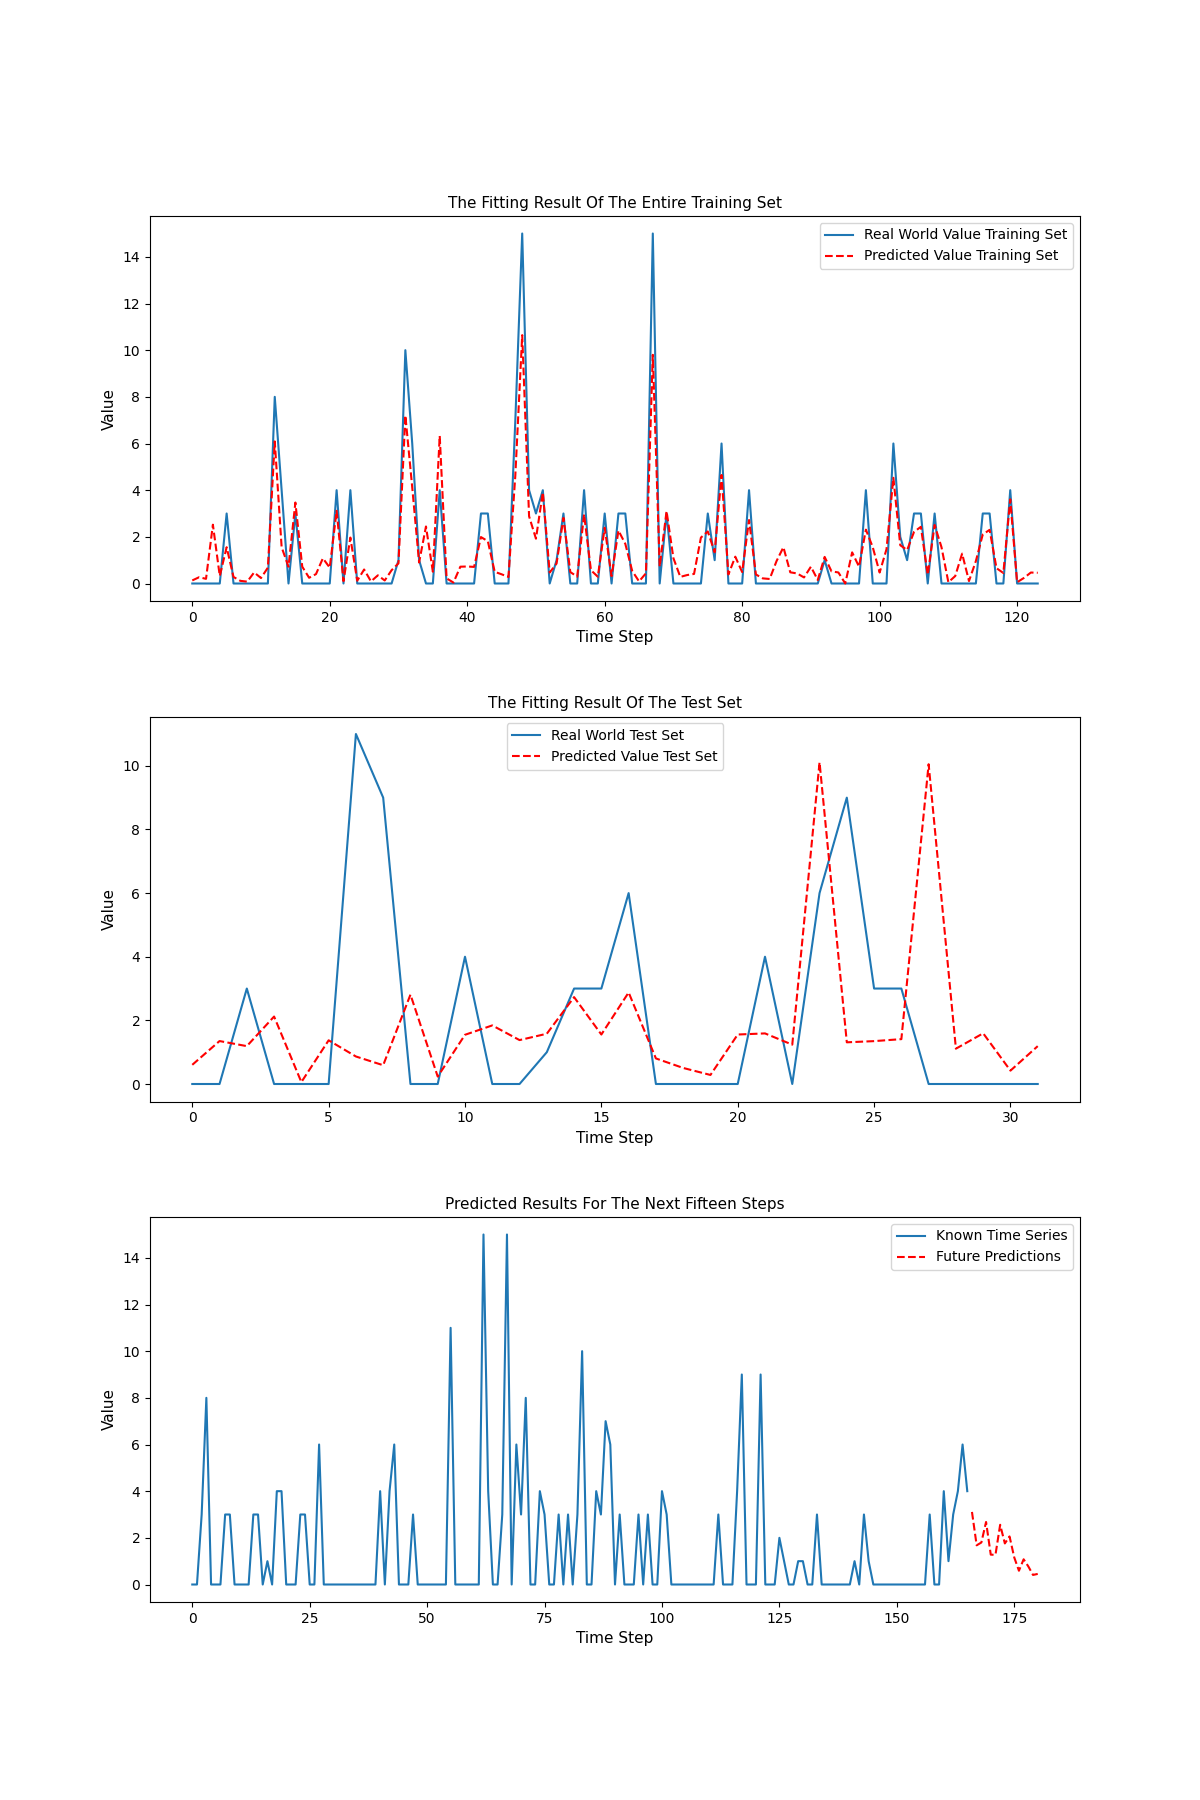 The Fitting Result Of The Entire Training Set
Real World Value Training Set
Predicted Value Training Set
Value
14
12
10
8
6
4
2
0
0 20 40 60 80 100 120
Time Step
The Fitting Result Of The Test Set
Real World Test Set
Predicted Value Test Set
Value
10
8
6
4
2
0
0 5 10 15 20 25 30
Time Step
Predicted Results For The Next Fifteen Steps
Known Time Series
Future Predictions
Value
14
12
10
8
6
4
2
0
0 25 50 75 100 125 150 175
Time Step